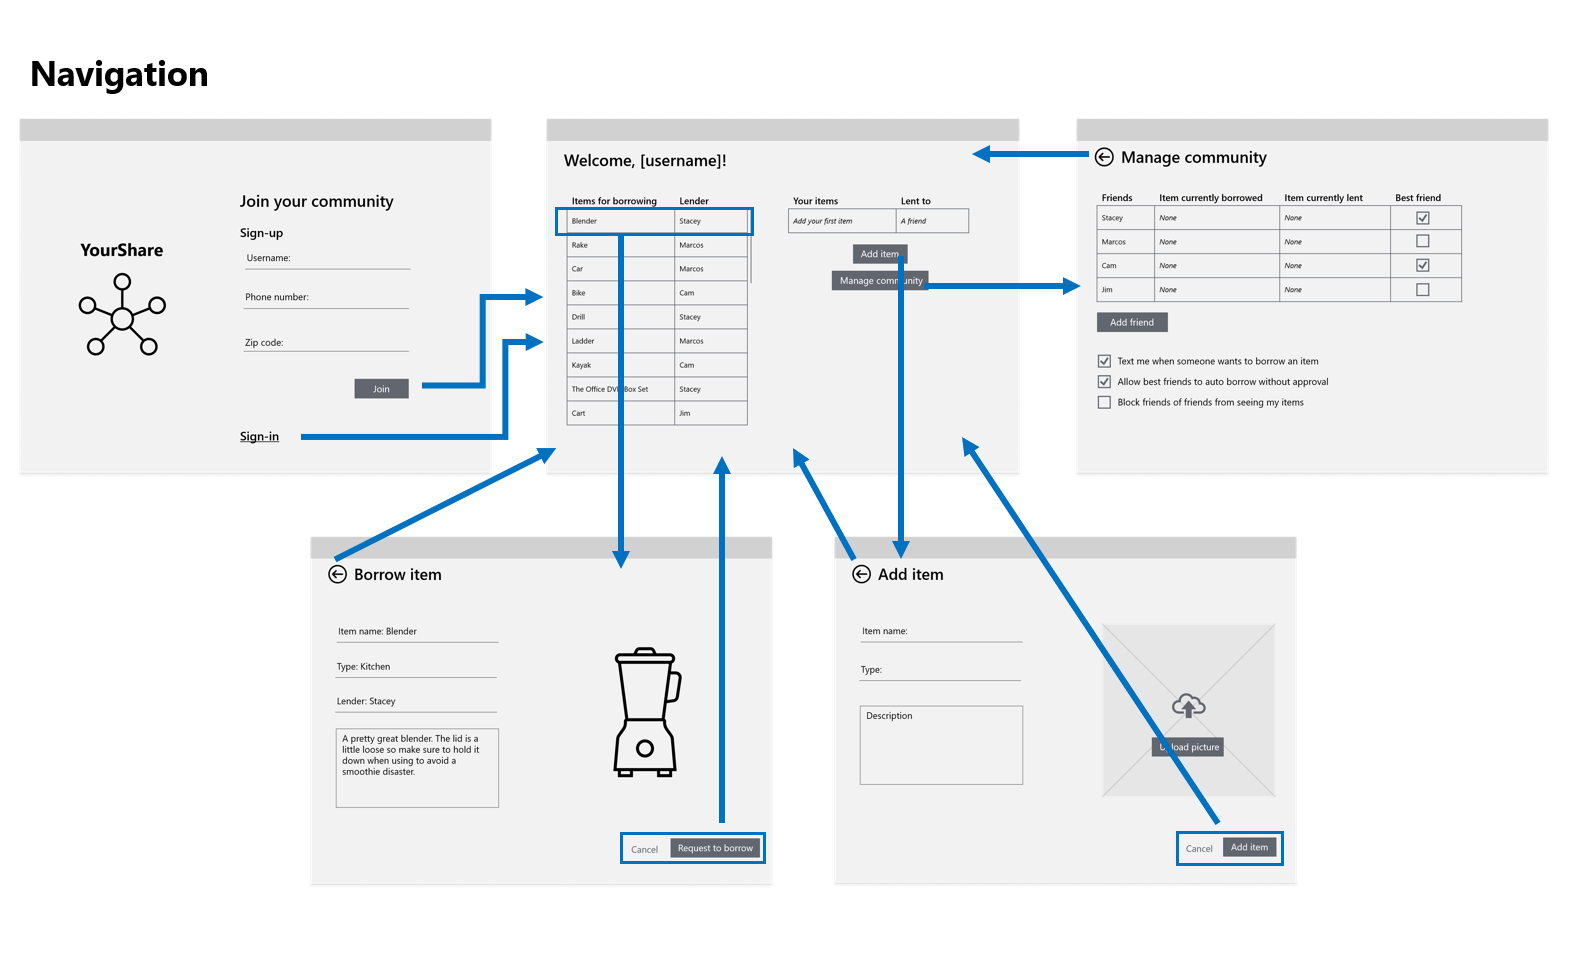 Navigation
YourShare
Join your community
Sign-up
Username:
Phone number:
Zip code:
Join
Sign-in
Welcome, [username]!
Items for borrowing Lender
Blender Stacey
Rake Marcos
Car Marcos
Bike Cam
Drill Stacey
Ladder Marcos
Kayak Cam
The Office DVD Box Set Stacey
Cart Jim
Your items Lent to
Add your first item A friend
Add item
Manage community
Manage community
Friends Item currently borrowed Item currently lent Best friend
Stacey None None
Marcos None None
Cam None None
Jim None None
Add friend
Text me when someone wants to borrow an item
Allow best friends to auto borrow without approval
Block friends of friends from seeing my items
Borrow item
Item name: Blender
Type: Kitchen
Lender: Stacey
A pretty great blender. The lid is a
little loose so make sure to hold it
down when using to avoid a
smoothie disaster.
Cancel Request to borrow
Add item
Item name:
Type:
Description
Upload picture
Cancel Add item